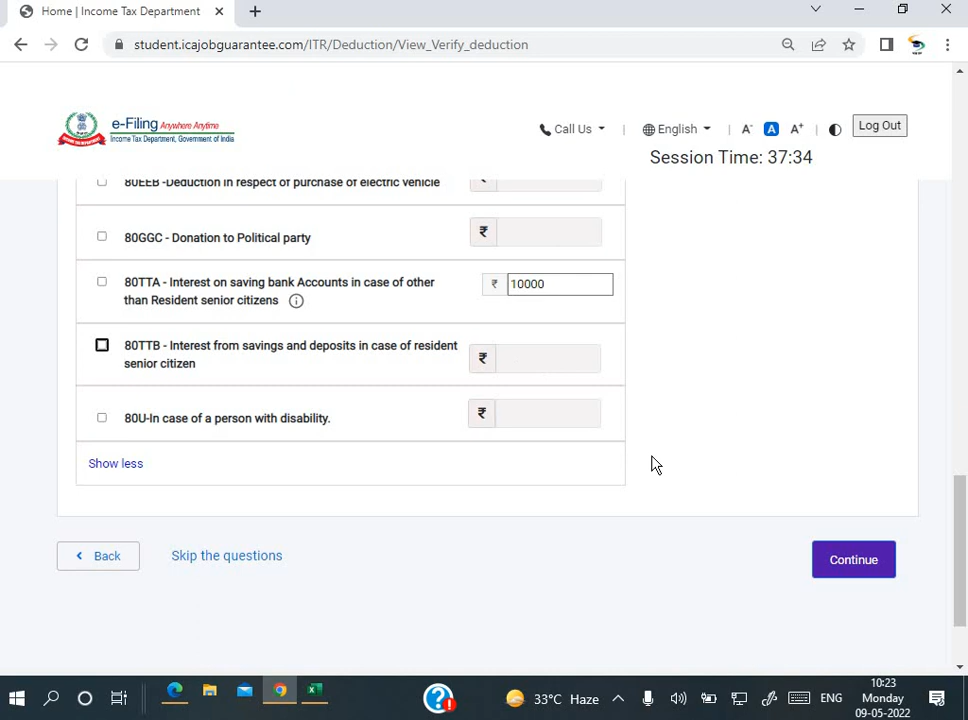 Home | Income Tax Department
student.icajobguarantee.com/ITR/Deduction/View_Verify_deduction
e-Filing Anywhere Anytime
Income Tax Department, Government of India
Call Us
English
A-
A
A+
Log Out
Session Time: 37:34
80EEB -Deduction in respect of purchase of electric vehicle
₹
80GGC - Donation to Political party
₹
80TTA - Interest on saving bank Accounts in case of other
than Resident senior citizens
₹ 10000
80TTB - Interest from savings and deposits in case of resident
senior citizen
₹
80U-In case of a person with disability.
₹
Show less
Back
Skip the questions
Continue
33°C Haze
ENG
10:23
Monday
09-05-2022